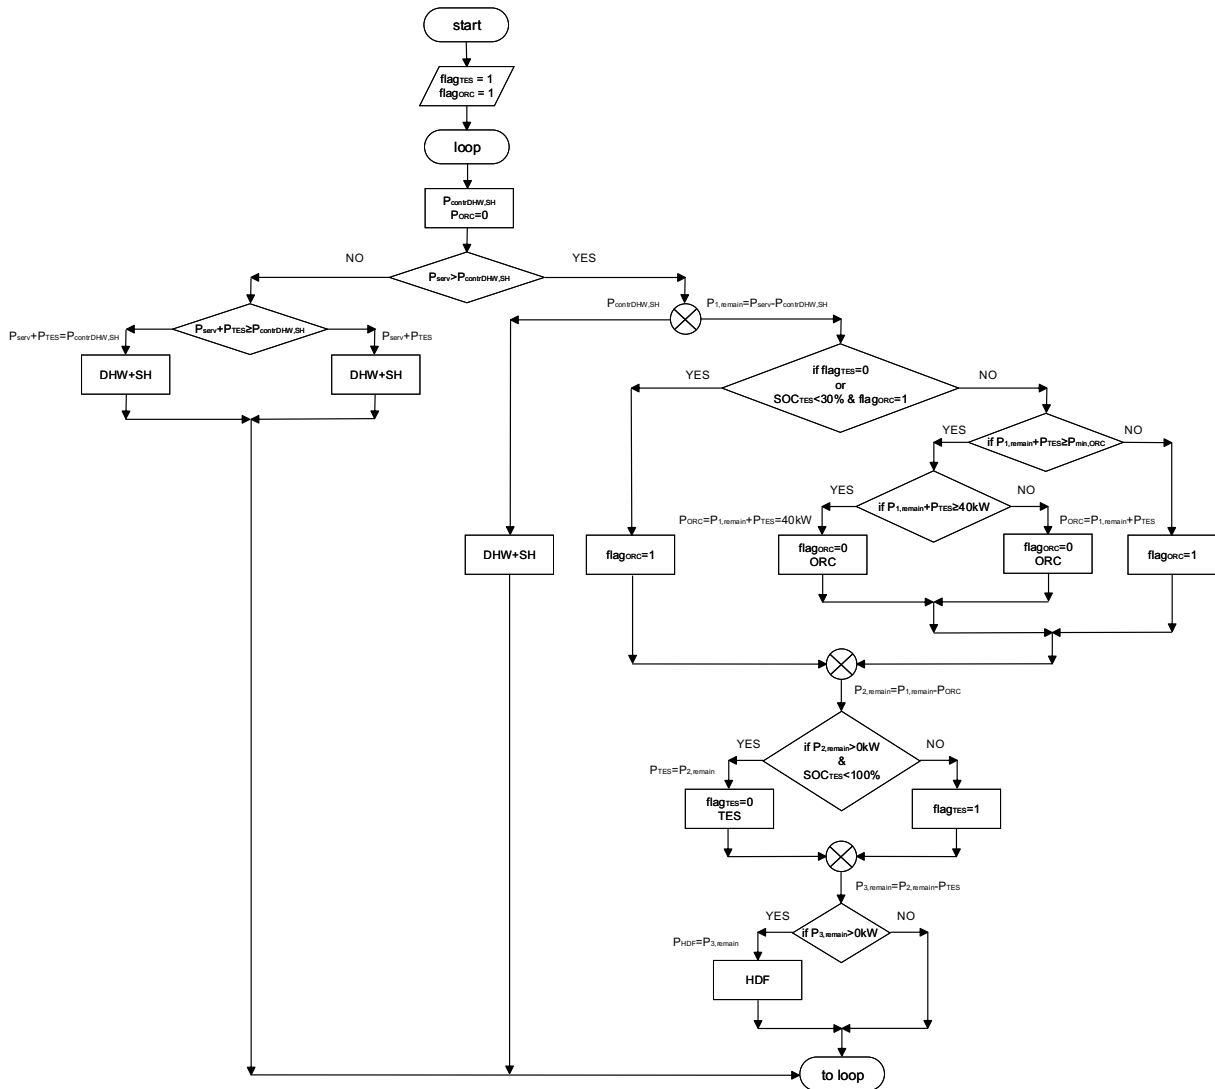 start
flagTES = 1
flagORC = 1
loop
PcontrDHW,SH
PORC=0
NO
YES
Pserv>PcontrDHW,SH
PcontrDHW,SH
P1,remain=Pserv-PcontrDHW,SH
Pserv+PTES=PcontrDHW,SH
Pserv+PTES≥PcontrDHW,SH
Pserv+PTES
DHW+SH
DHW+SH
YES
if flagTES=0
or
SOCTES<30% & flagORC=1
NO
YES
if P1,remain+PTES≥Pmin,ORC
NO
YES
if P1,remain+PTES≥40kW
NO
PORC=P1,remain+PTES=40kW
PORC=P1,remain+PTES
DHW+SH
flagORC=1
flagORC=0
ORC
flagORC=0
ORC
flagORC=1
P2,remain=P1,remain-PORC
YES
if P2,remain>0kW
&
SOCTES<100%
NO
PTES=P2,remain
flagTES=0
TES
flagTES=1
P3,remain=P2,remain-PTES
YES
NO
if P3,remain>0kW
PHDF=P3,remain
HDF
to loop